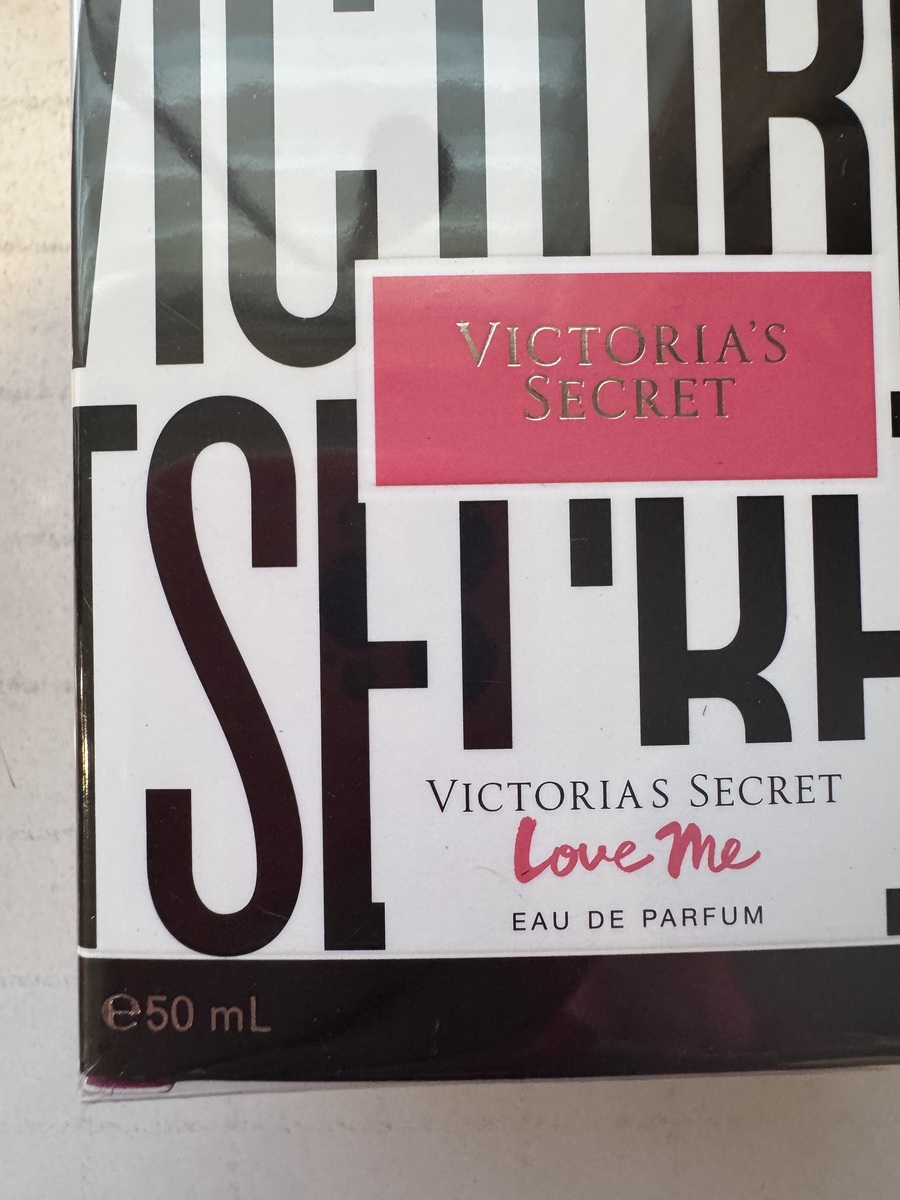 VICTORIA'S
SECRET
VICTORIAS SECRET
Love Me
EAU DE PARFUM
℮50 mL